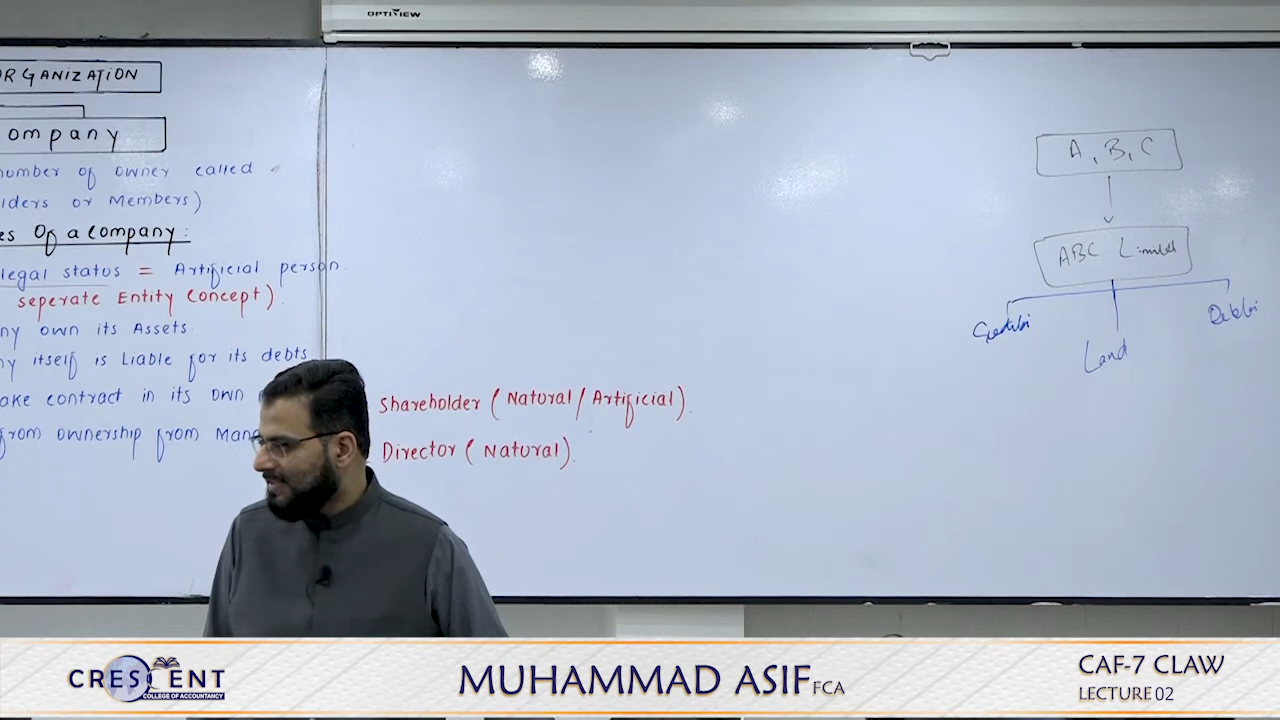 OPTIVIEW
ORGANIZATION
ompany
number of owner called
lders or Members)
es Of a Company:
legal status = Artificial person
seperate Entity Concept)
ny own its Assets.
ny itself is Liable for its debts
ake contract in its own
from ownership from Man
Shareholder (Natural/Artificial).
Director (Natural).
A, B, C
ABC Limited
Land
CRESCENT
COLLEGE OF ACCOUNTANCY
MUHAMMAD ASIF FCA
CAF-7 CLAW
LECTURE 02